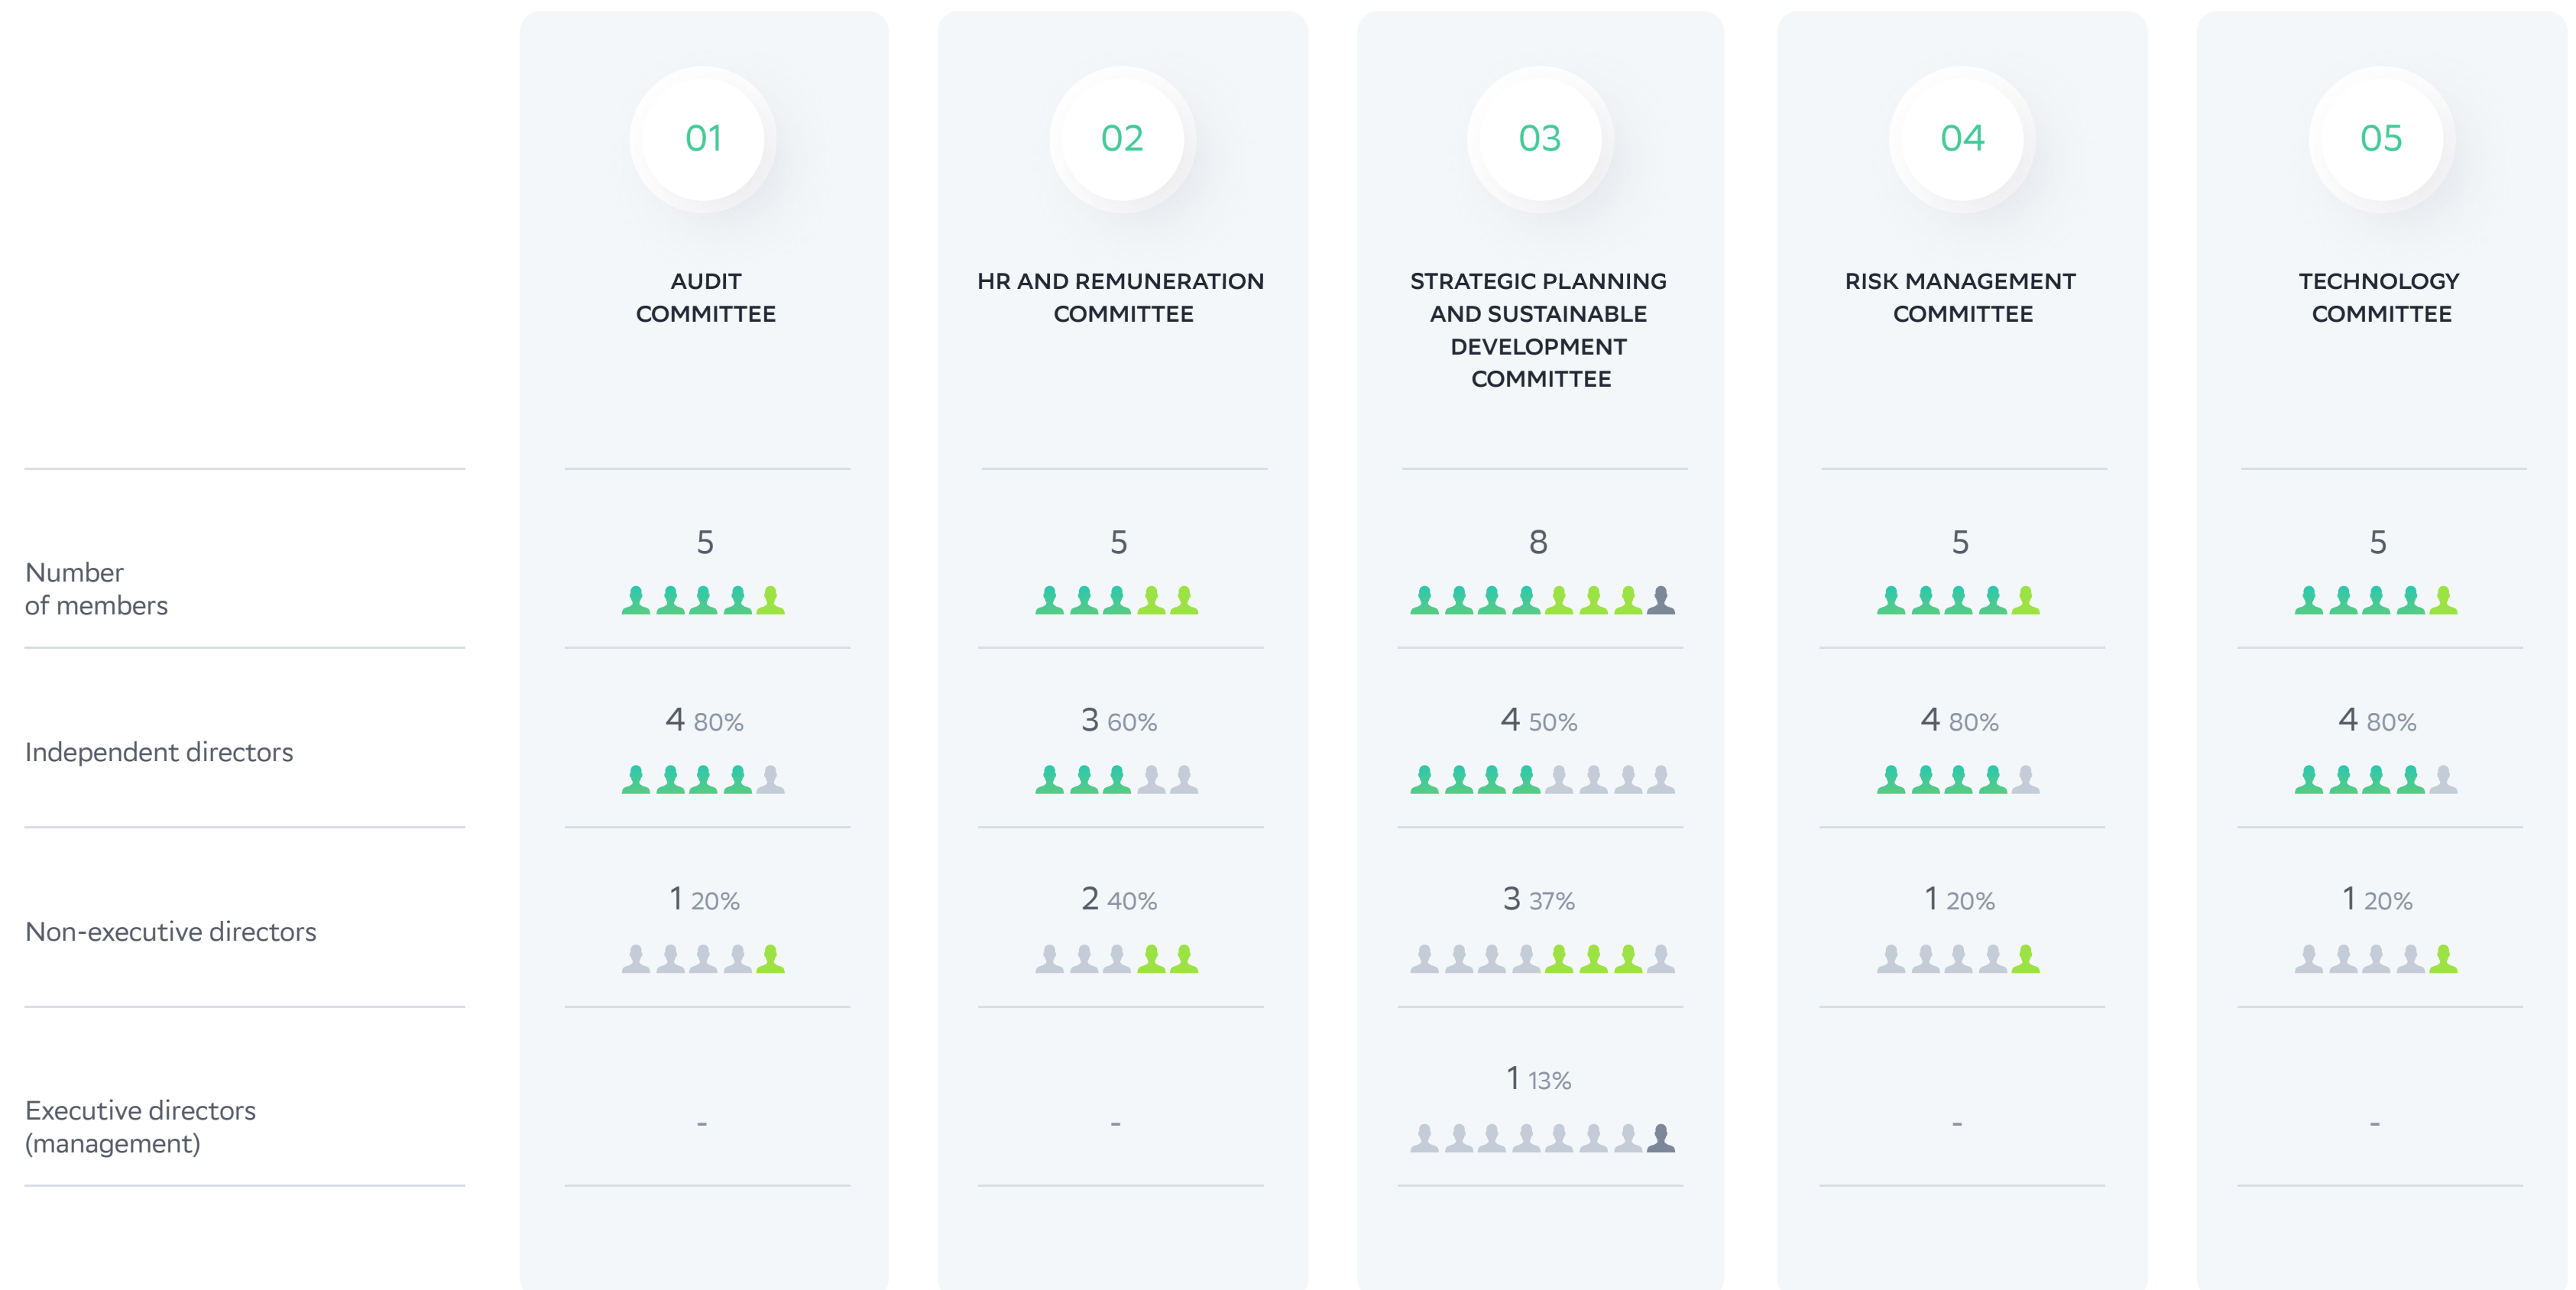 01
02
03
04
05
AUDIT
COMMITTEE
HR AND REMUNERATION
COMMITTEE
STRATEGIC PLANNING
AND SUSTAINABLE
DEVELOPMENT
COMMITTEE
RISK MANAGEMENT
COMMITTEE
TECHNOLOGY
COMMITTEE
Number
of members
5
5
8
5
5
Independent directors
4 80%
3 60%
4 50%
4 80%
4 80%
Non-executive directors
1 20%
2 40%
3 37%
1 20%
1 20%
Executive directors
(management)
-
-
1 13%
-
-